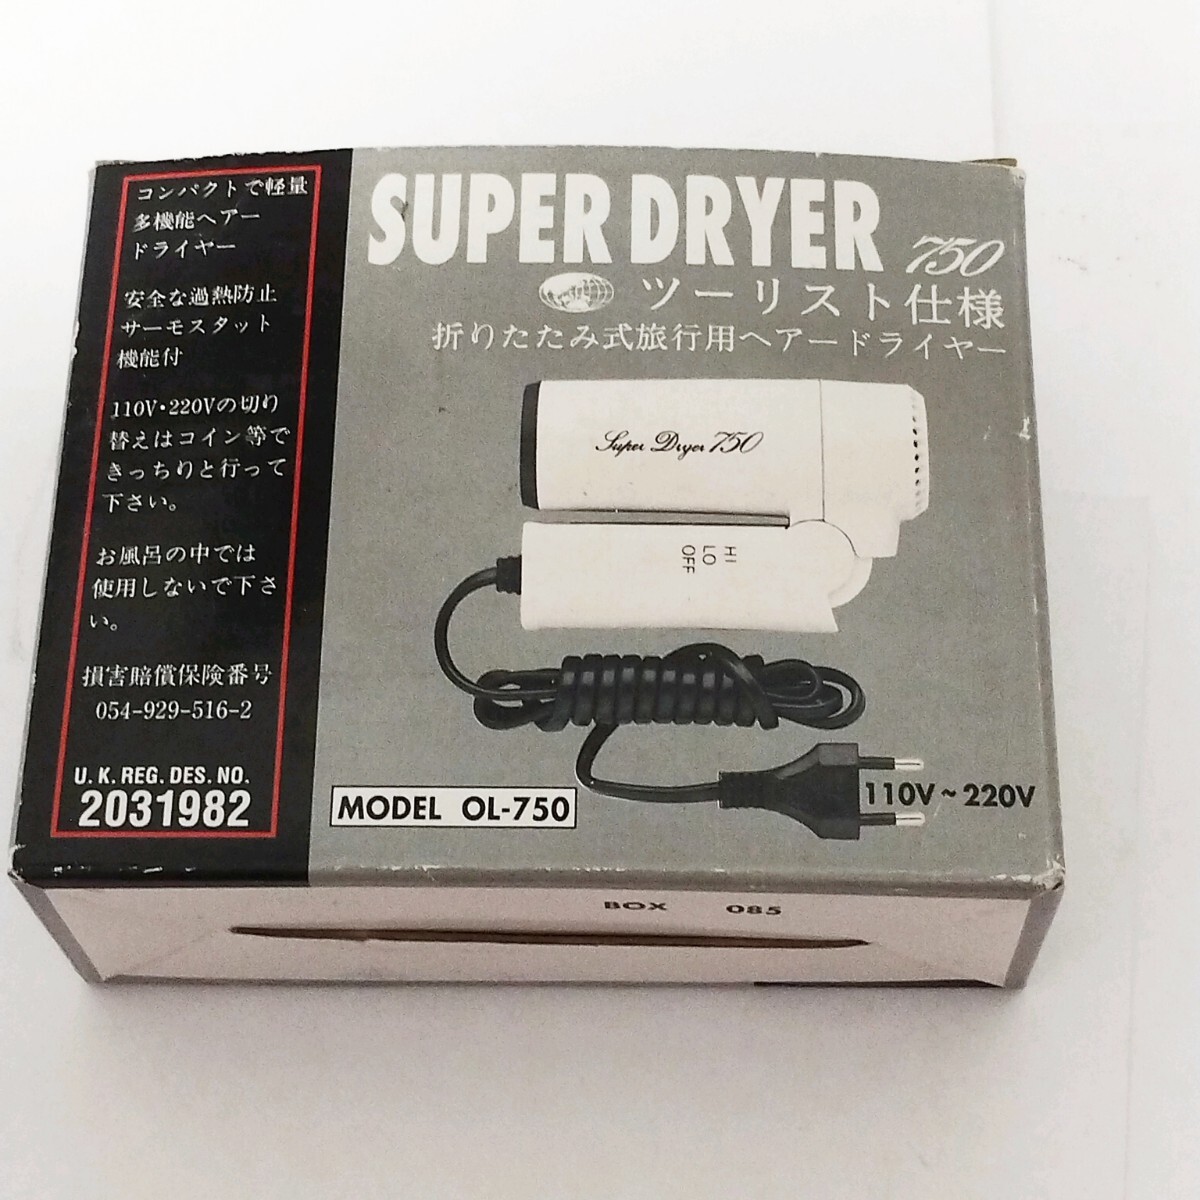 コンパクトで軽量
多機能ヘアー
ドライヤー
安全な過熱防止
サーモスタット
機能付
110V・220Vの切り
替えはコイン等で
きっちりと行って
下さい。
お風呂の中では
使用しないで下さ
い。
損害賠償保険番号
054-929-516-2
U. K. REG. DES. NO.
2031982
SUPER DRYER 750
ツーリスト仕様
折りたたみ式旅行用ヘアードライヤー
Super Dryer 750
HI
LO
OFF
110V~220V
MODEL OL-750
BOX 085